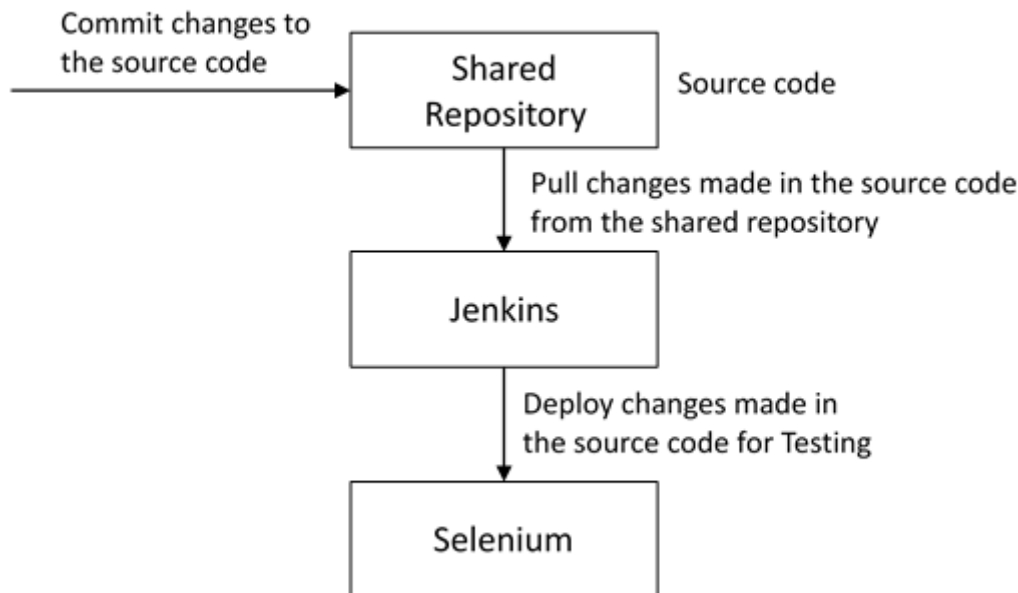 Commit changes to
the source code
Shared
Repository
Source code
Pull changes made in the source code
from the shared repository
Jenkins
Deploy changes made in
the source code for Testing
Selenium